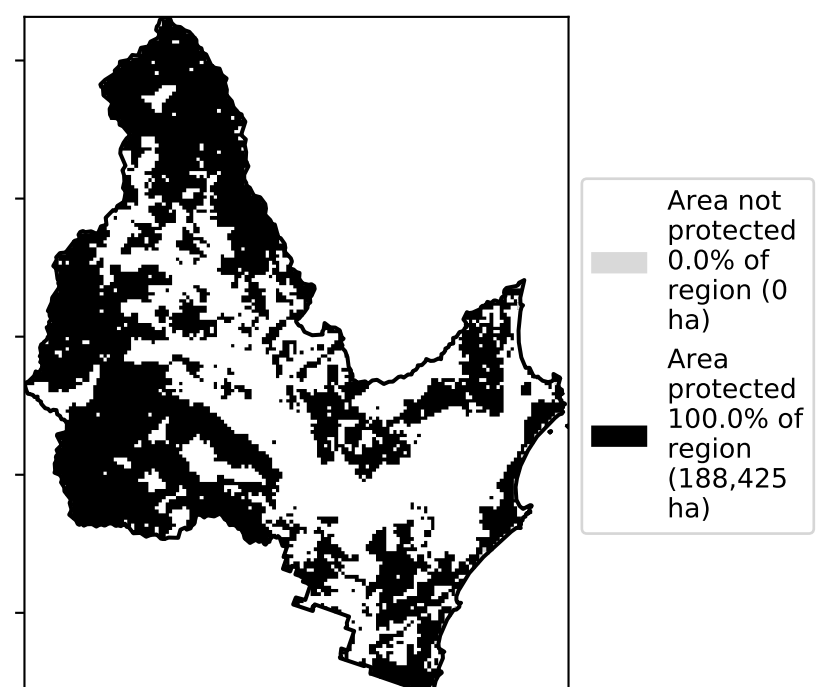 Area not
protected
0.0% of
region (0
ha)
Area
protected
100.0% of
region
(188,425
ha)